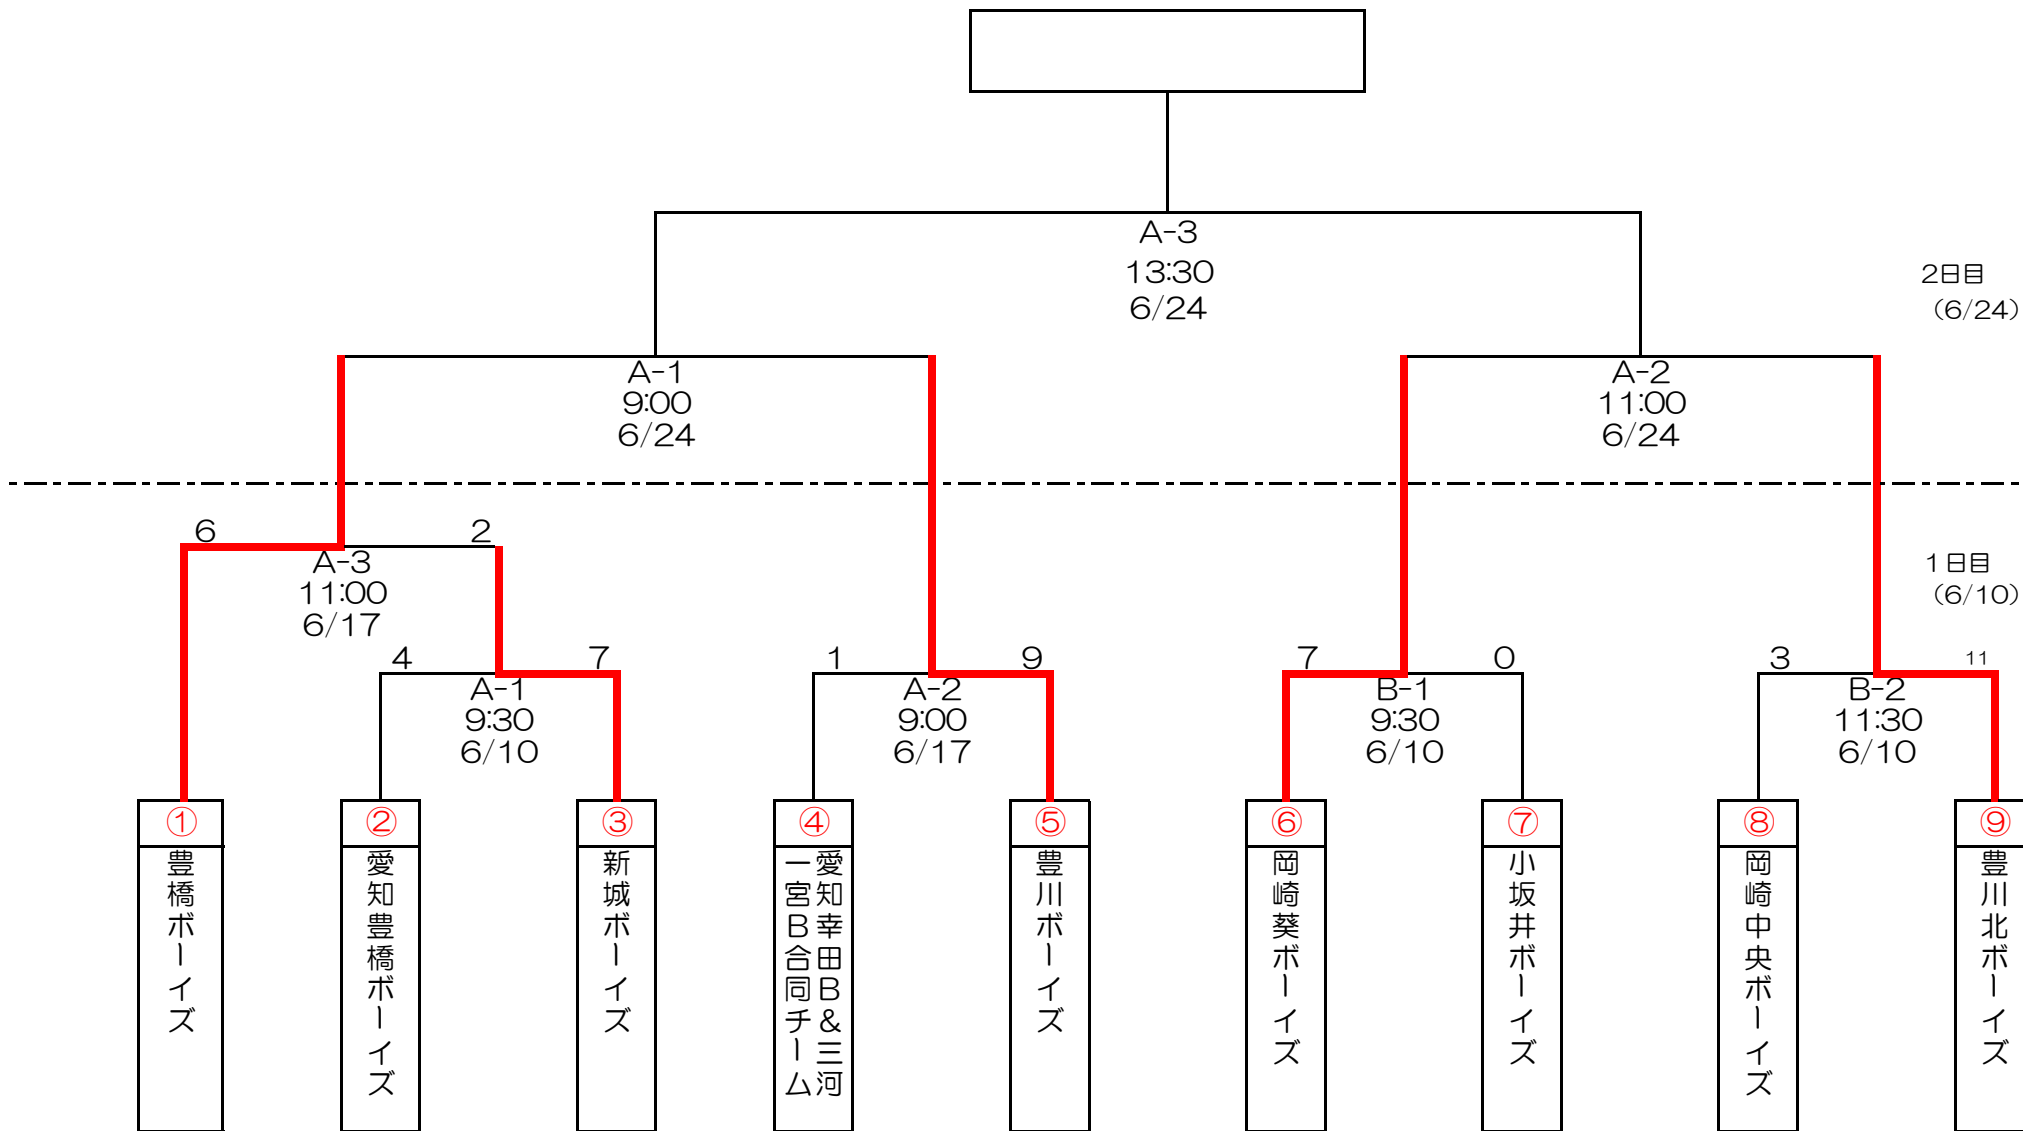 A-3
13:30
6/24
2日目
(6/24)
A-1
9:00
6/24
A-2
11:00
6/24
6
2
A-3
11:00
6/17
1日目
(6/10)
4
7
A-1
9:30
6/10
1
9
A-2
9:00
6/17
7
0
B-1
9:30
6/10
3
11
B-2
11:30
6/10
①
豊橋ボーイズ
②
愛知豊橋ボーイズ
③
新城ボーイズ
④
愛知幸田B&三河
一宮B合同チーム
⑤
豊川ボーイズ
⑥
岡崎葵ボーイズ
⑦
小坂井ボーイズ
⑧
岡崎中央ボーイズ
⑨
豊川北ボーイズ